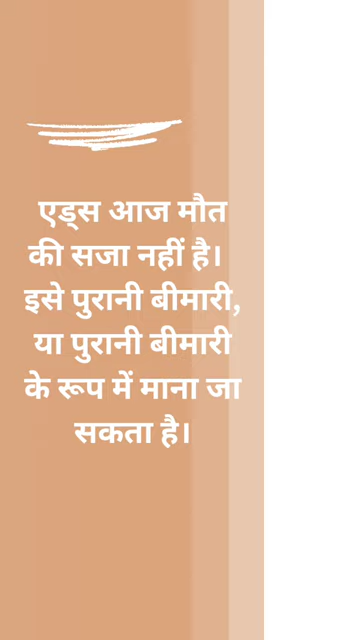 एड्स आज मौत
की सजा नहीं है।
इसे पुरानी बीमारी,
या पुरानी बीमारी
के रूप में माना जा
सकता है।